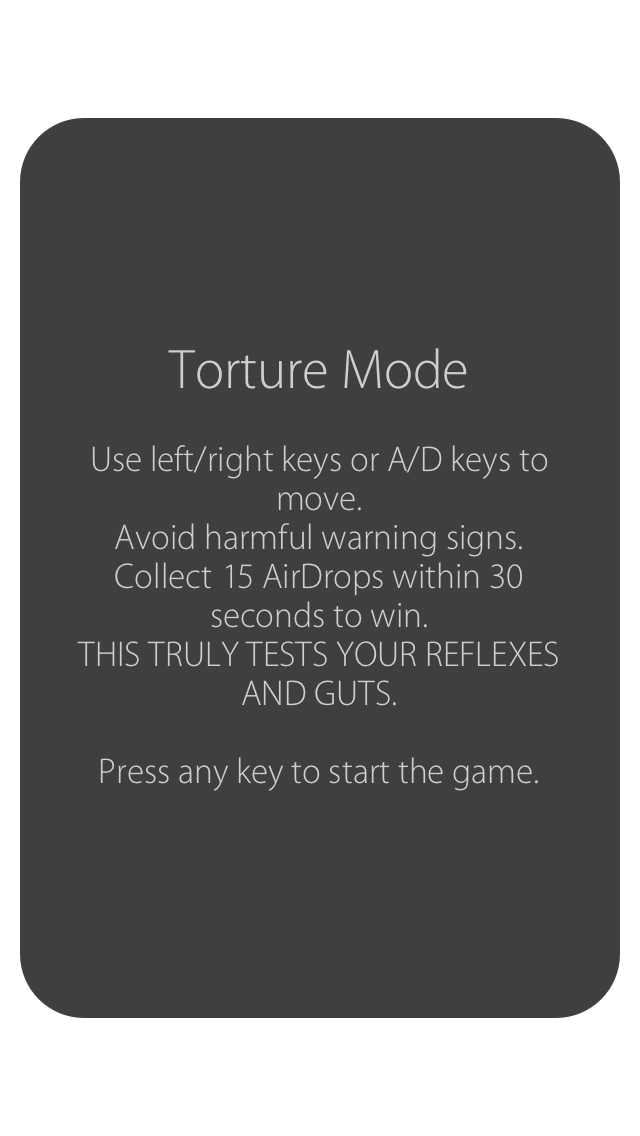 Torture Mode
Use left/right keys or A/D keys to
move.
Avoid harmful warning signs.
Collect 15 AirDrops within 30
seconds to win.
THIS TRULY TESTS YOUR REFLEXES
AND GUTS.
Press any key to start the game.